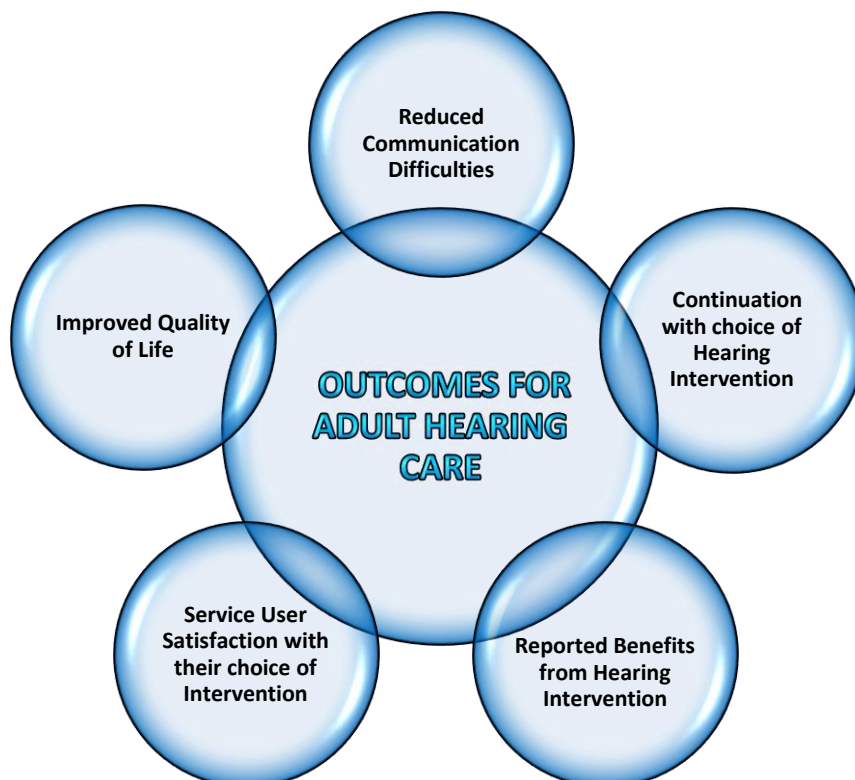 Reduced
Communication
Difficulties
Improved Quality
of Life
Continuation
with choice of
Hearing
Intervention
OUTCOMES FOR
ADULT HEARING
CARE
Service User
Satisfaction with
their choice of
Intervention
Reported Benefits
from Hearing
Intervention